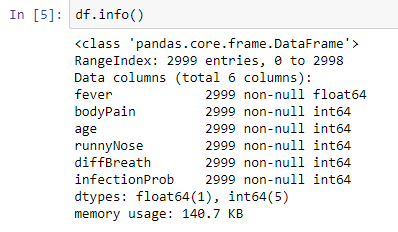 In [5]: df.info()
<class 'pandas.core.frame.DataFrame'>
RangeIndex: 2999 entries, 0 to 2998
Data columns (total 6 columns):
fever            2999 non-null float64
bodyPain         2999 non-null int64
age              2999 non-null int64
runnyNose        2999 non-null int64
diffBreath       2999 non-null int64
infectionProb    2999 non-null int64
dtypes: float64(1), int64(5)
memory usage: 140.7 KB